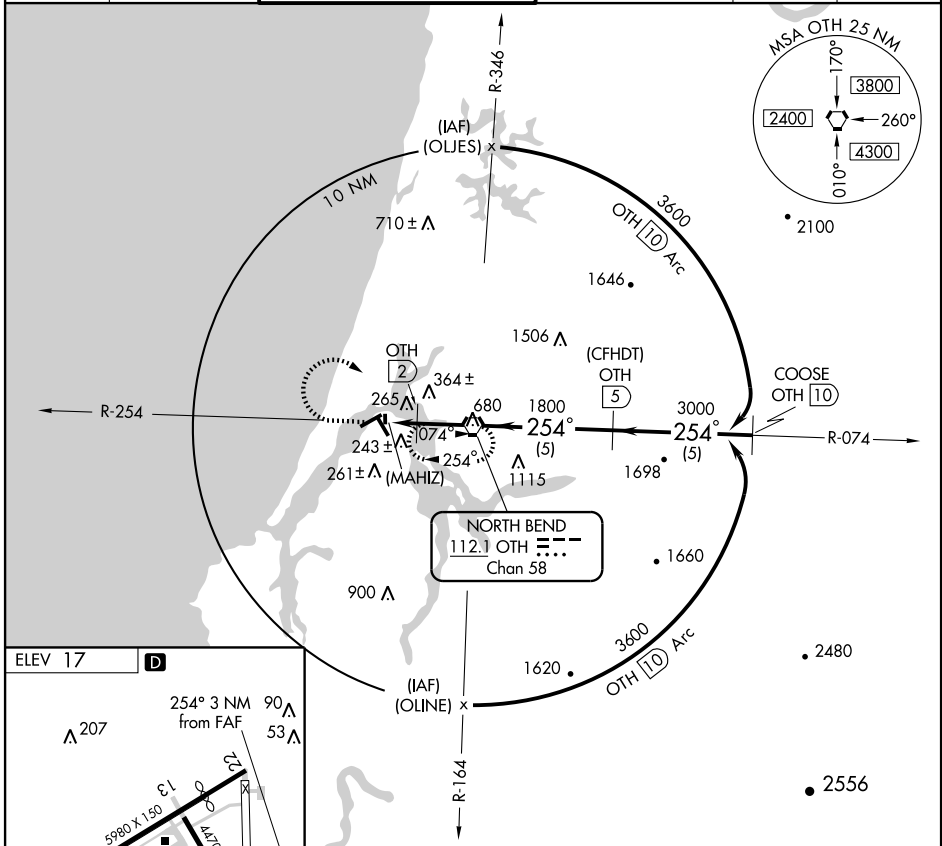 MSA OTH 25 NM
170°
3800
2400
260°
4300
010°
R-346
(IAF)
(OLJES) x
10 NM
3600
OTH 10 Arc
710 ±
2100
1646
1506
(CFHDT)
OTH
5
OTH
2
364 ±
265
680
1800
3000
COOSE
OTH 10
R-254
074°
254°
(5)
254°
(5)
R-074
243 ±
254°
261 ±
(MAHIZ)
1115
1698
NORTH BEND
112.1 OTH
Chan 58
1660
900
3600
OTH 10 Arc
1620
2480
(IAF)
(OLINE) x
R-164
2556
ELEV 17
D
254° 3 NM
from FAF
90
53
207
22
13
X
5980 X 150